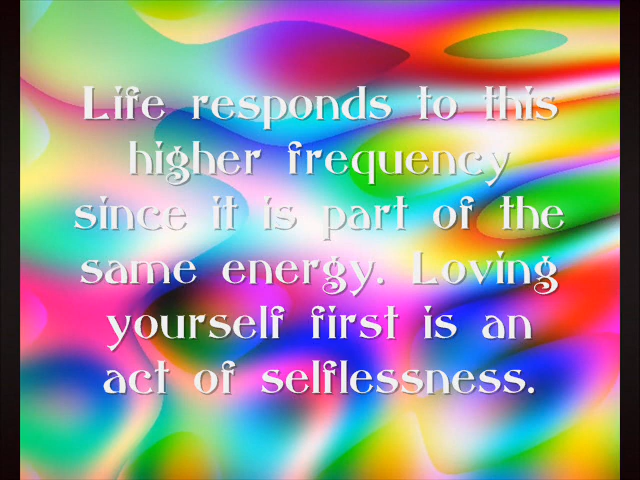 Life responds to this
higher frequency
since it is part of the
same energy. Loving
yourself first is an
act of selflessness.